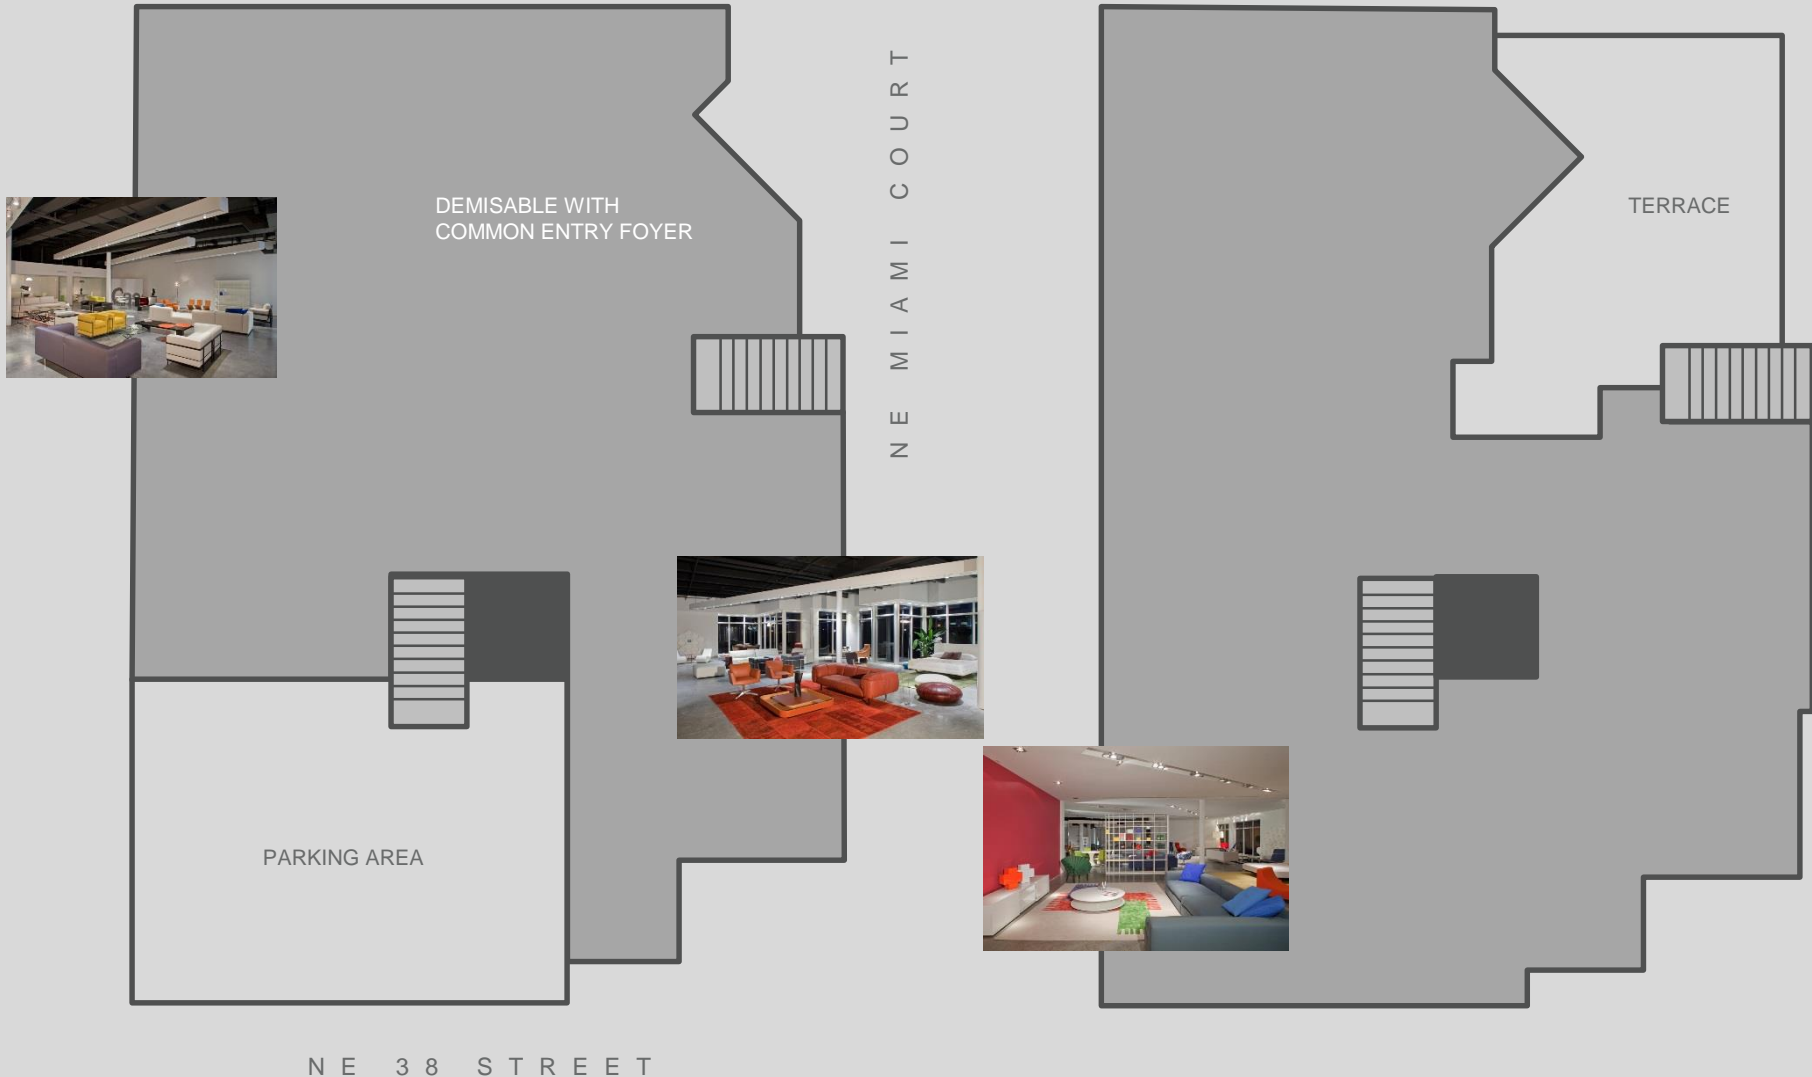 DEMISABLE WITH
COMMON ENTRY FOYER
NE MIAMI COURT
TERRACE
PARKING AREA
NE 38 STREET